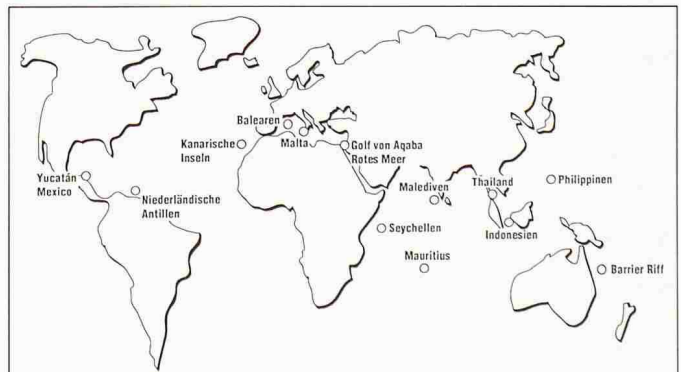 Balearen
Kanarische
Inseln
Malta
Golf von Aqaba
Rotes Meer
Yucatán
Mexico
Niederländische
Antillen
Malediven
Thailand
Philippinen
Seychellen
Indonesien
Mauritius
Barrier Riff